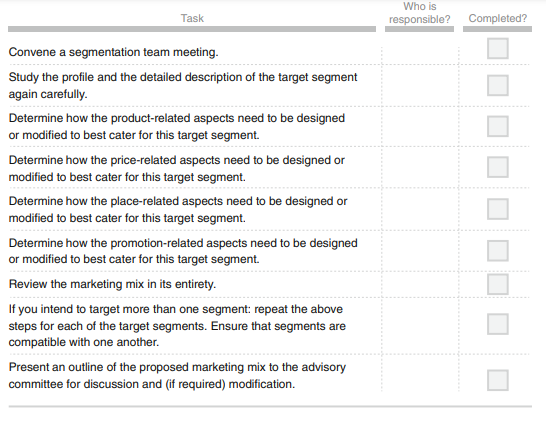 Task
Who is
responsible?
Completed?
Convene a segmentation team meeting.
Study the profile and the detailed description of the target segment
again carefully.
Determine how the product-related aspects need to be designed
or modified to best cater for this target segment.
Determine how the price-related aspects need to be designed or
modified to best cater for this target segment.
Determine how the place-related aspects need to be designed or
modified to best cater for this target segment.
Determine how the promotion-related aspects need to be designed
or modified to best cater for this target segment.
Review the marketing mix in its entirety.
If you intend to target more than one segment: repeat the above
steps for each of the target segments. Ensure that segments are
compatible with one another.
Present an outline of the proposed marketing mix to the advisory
committee for discussion and (if required) modification.